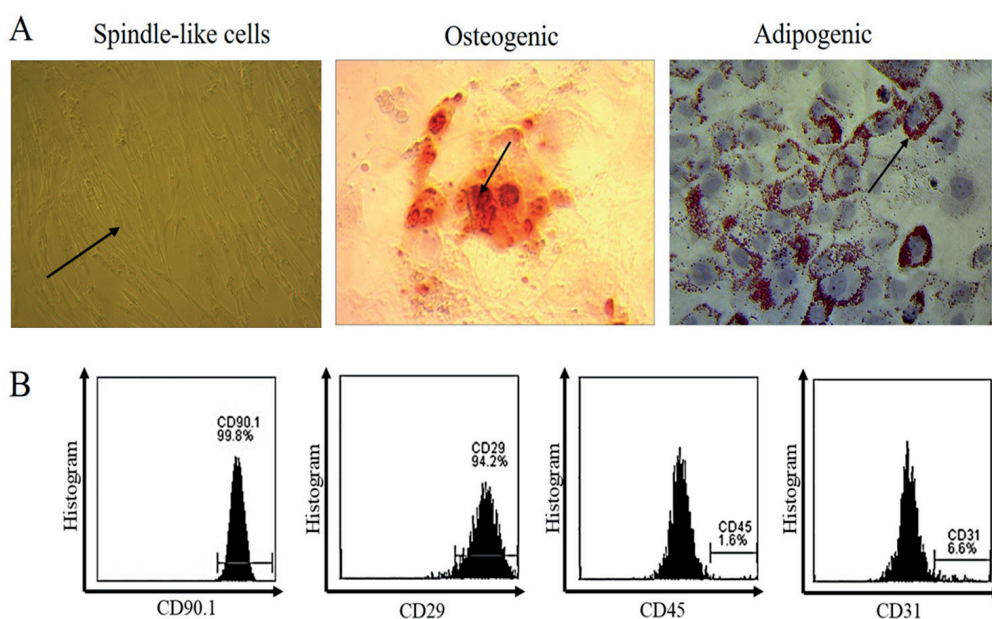 A
Spindle-like cells
Osteogenic
Adipogenic
B
Histogram
CD90.1
99.8%
CD90.1
Histogram
CD29
94.2%
CD29
Histogram
CD45
1.6%
CD45
Histogram
CD31
6.6%
CD31